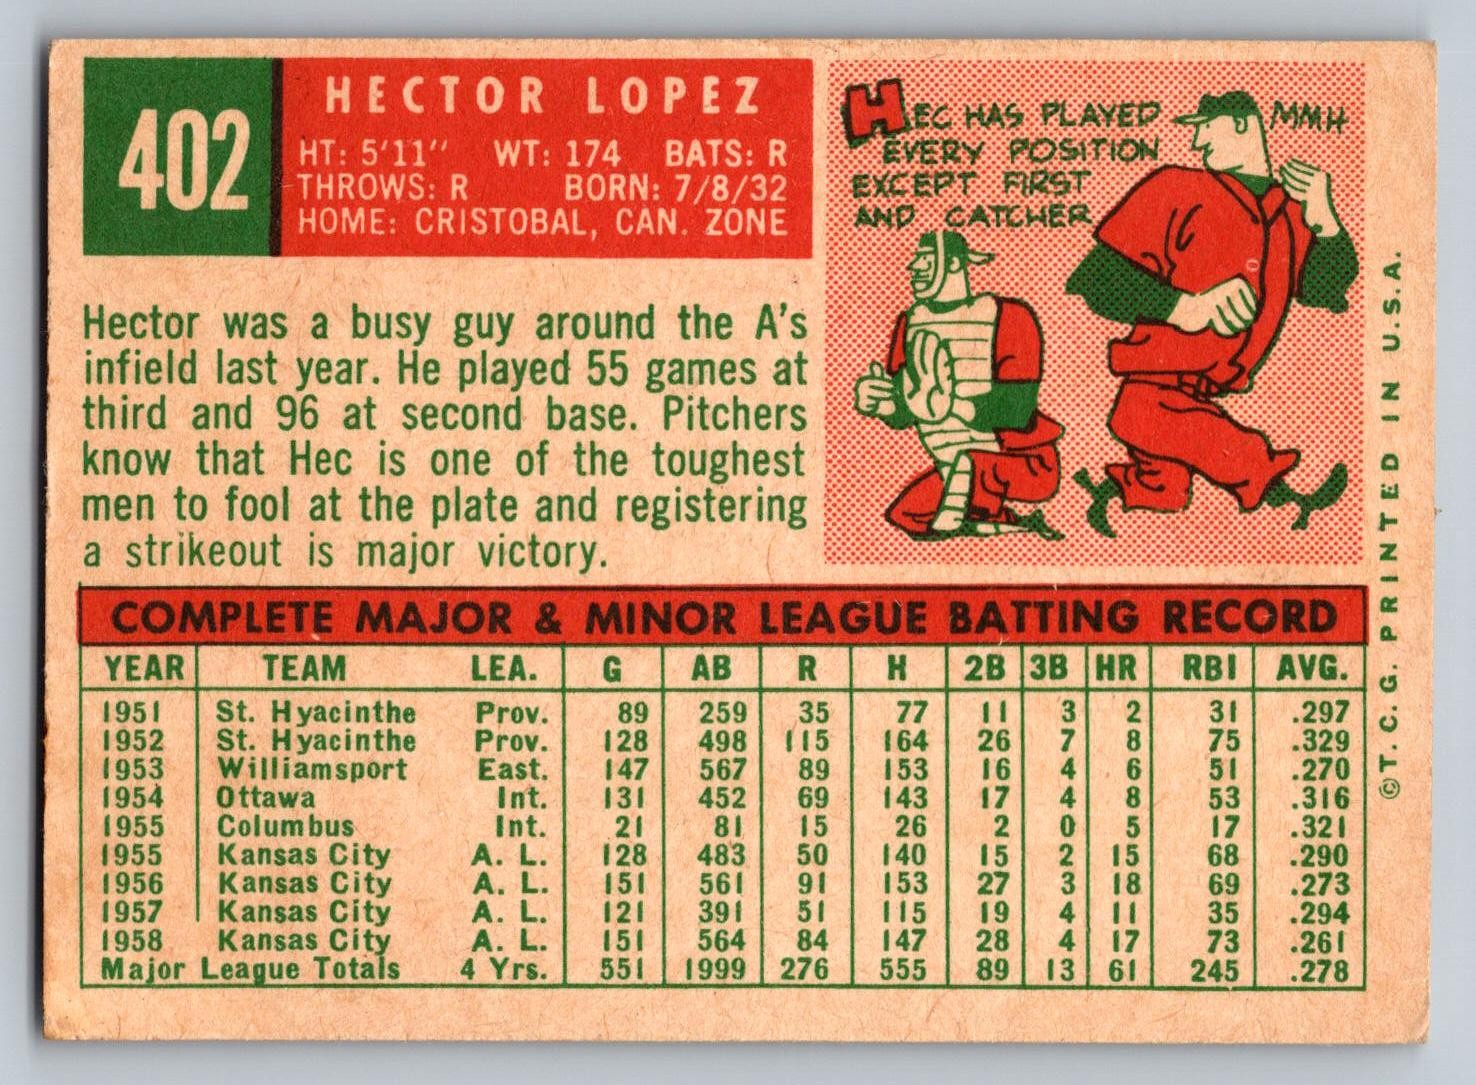 402
HECTOR LOPEZ
HT: 5'11" WT: 174 BATS: R
THROWS: R BORN: 7/8/32
HOME: CRISTOBAL, CAN. ZONE
HEC HAS PLAYED
EVERY POSITION
EXCEPT FIRST
AND CATCHER
MMH
Hector was a busy guy around the A's
infield last year. He played 55 games at
third and 96 at second base. Pitchers
know that Hec is one of the toughest
men to fool at the plate and registering
a strikeout is major victory.
COMPLETE MAJOR & MINOR LEAGUE BATTING RECORD
YEAR TEAM LEA. G AB R H 2B 3B HR RBI AVG.
1951 St. Hyacinthe Prov. 89 259 35 77 11 3 2 31 .297
1952 St. Hyacinthe Prov. 128 498 115 164 26 7 8 75 .329
1953 Williamsport East. 147 567 89 153 16 4 6 51 .270
1954 Ottawa Int. 131 452 69 143 17 4 8 53 .316
1955 Columbus Int. 21 81 15 26 2 0 5 17 .321
1955 Kansas City A. L. 128 483 50 140 15 2 15 68 .290
1956 Kansas City A. L. 151 561 91 153 27 3 18 69 .273
1957 Kansas City A. L. 121 391 51 115 19 4 11 35 .294
1958 Kansas City A. L. 151 564 84 147 28 4 17 73 .261
Major League Totals 4 Yrs. 551 1999 276 555 89 13 61 245 .278
©T. C. G. PRINTED IN U.S.A.